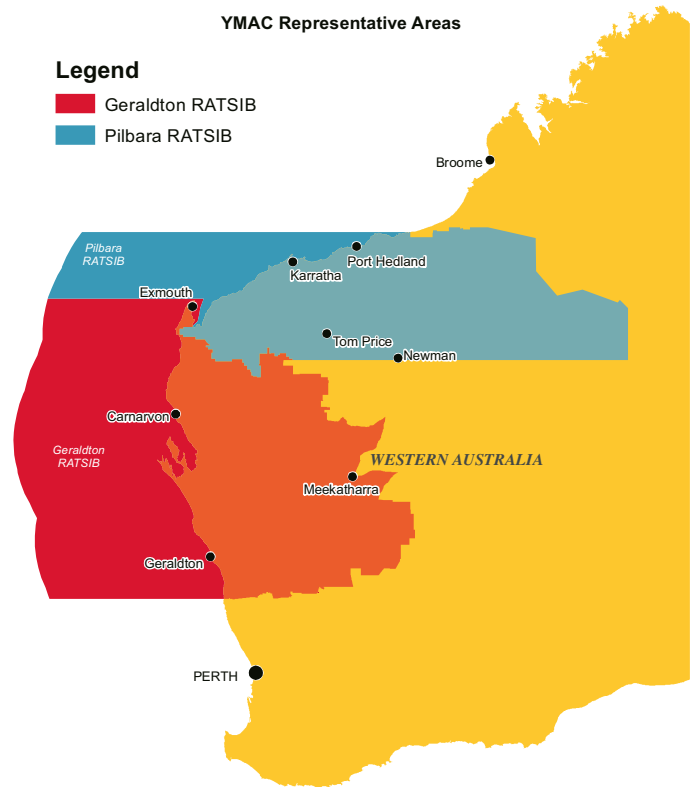 YMAC Representative Areas
Legend
Geraldton RATSIB
Pilbara RATSIB
Broome
Pilbara
RATSIB
Port Hedland
Karratha
Exmouth
Tom Price
Newman
Carnarvon
Geraldton
RATSIB
WESTERN AUSTRALIA
Meekatharra
Geraldton
PERTH